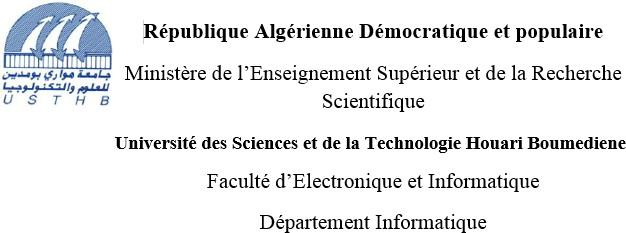 République Algérienne Démocratique et populaire
Ministère de l’Enseignement Supérieur et de la Recherche
Scientifique
جامعة هواري بومدين
للعلوم والتكنولوجيا
U S T H B
Université des Sciences et de la Technologie Houari Boumediene
Faculté d’Electronique et Informatique
Département Informatique